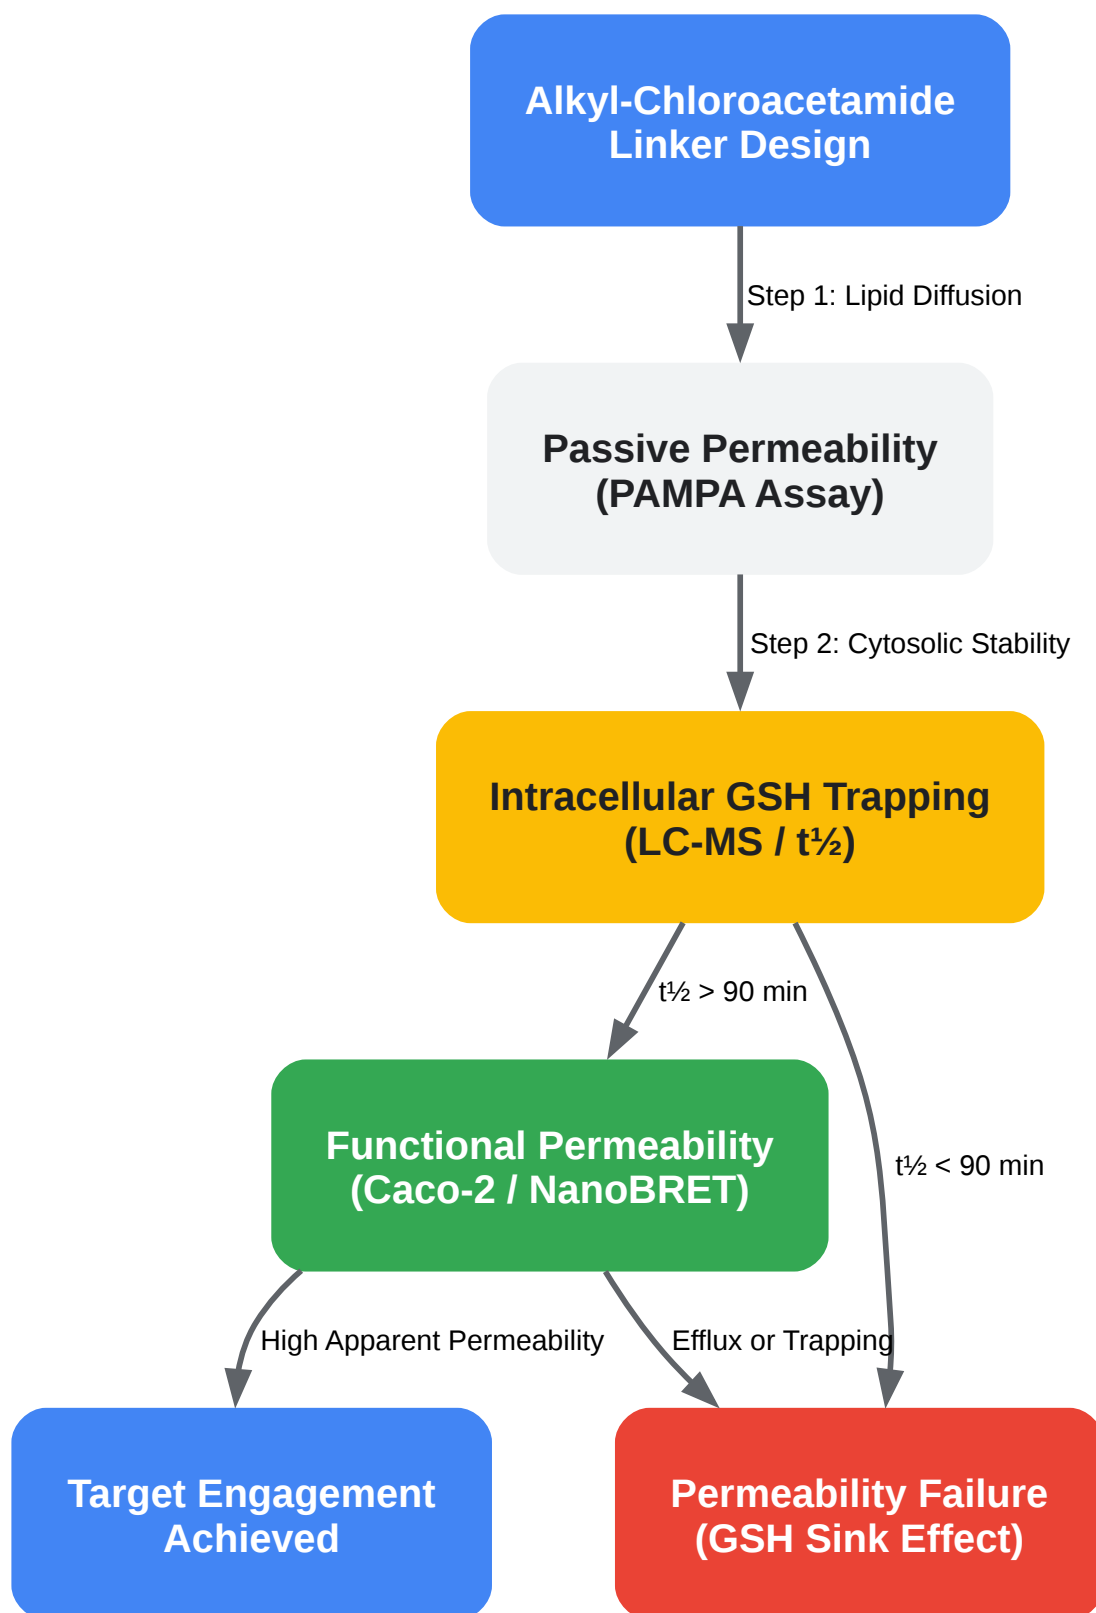 Alkyl-Chloroacetamide
Linker Design
Step 1: Lipid Diffusion
Passive Permeability
(PAMPA Assay)
Step 2: Cytosolic Stability
Intracellular GSH Trapping
(LC-MS / t½)
t½ > 90 min
Functional Permeability
(Caco-2 / NanoBRET)
t½ < 90 min
High Apparent Permeability
Efflux or Trapping
Target Engagement
Achieved
Permeability Failure
(GSH Sink Effect)